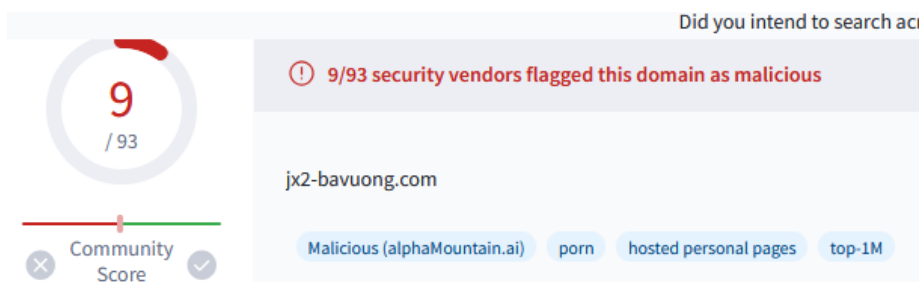 Did you intend to search
9
/ 93
9/93 security vendors flagged this domain as malicious
jx2-bavuong.com
Malicious (alphaMountain.ai) porn hosted personal pages top-1M
Community
Score